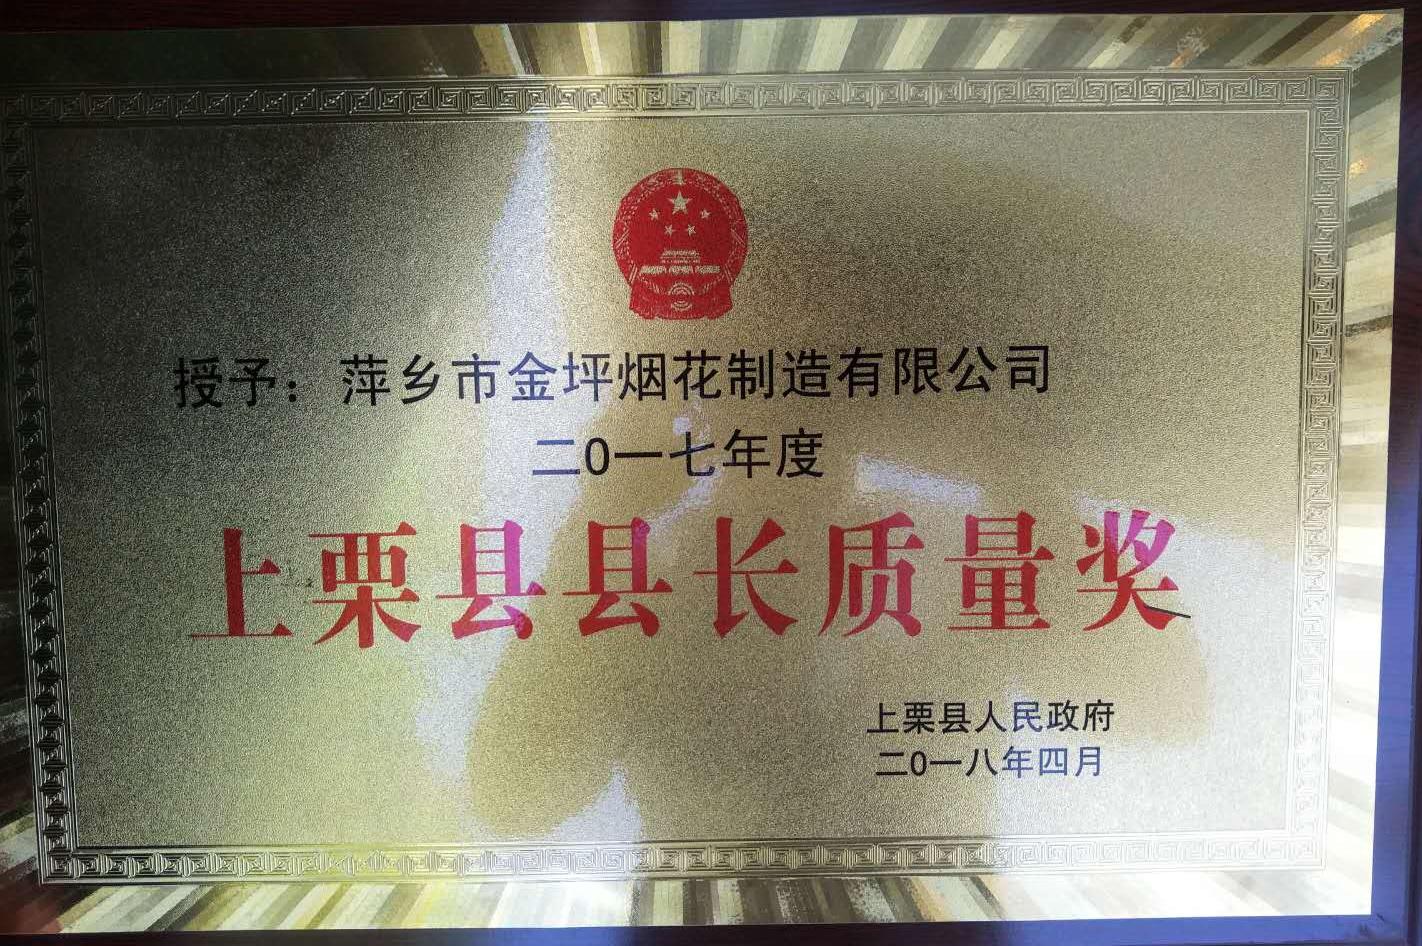 授予：萍乡市金坪烟花制造有限公司
二0一七年度
上栗县县长质量奖
上栗县人民政府
二0一八年四月